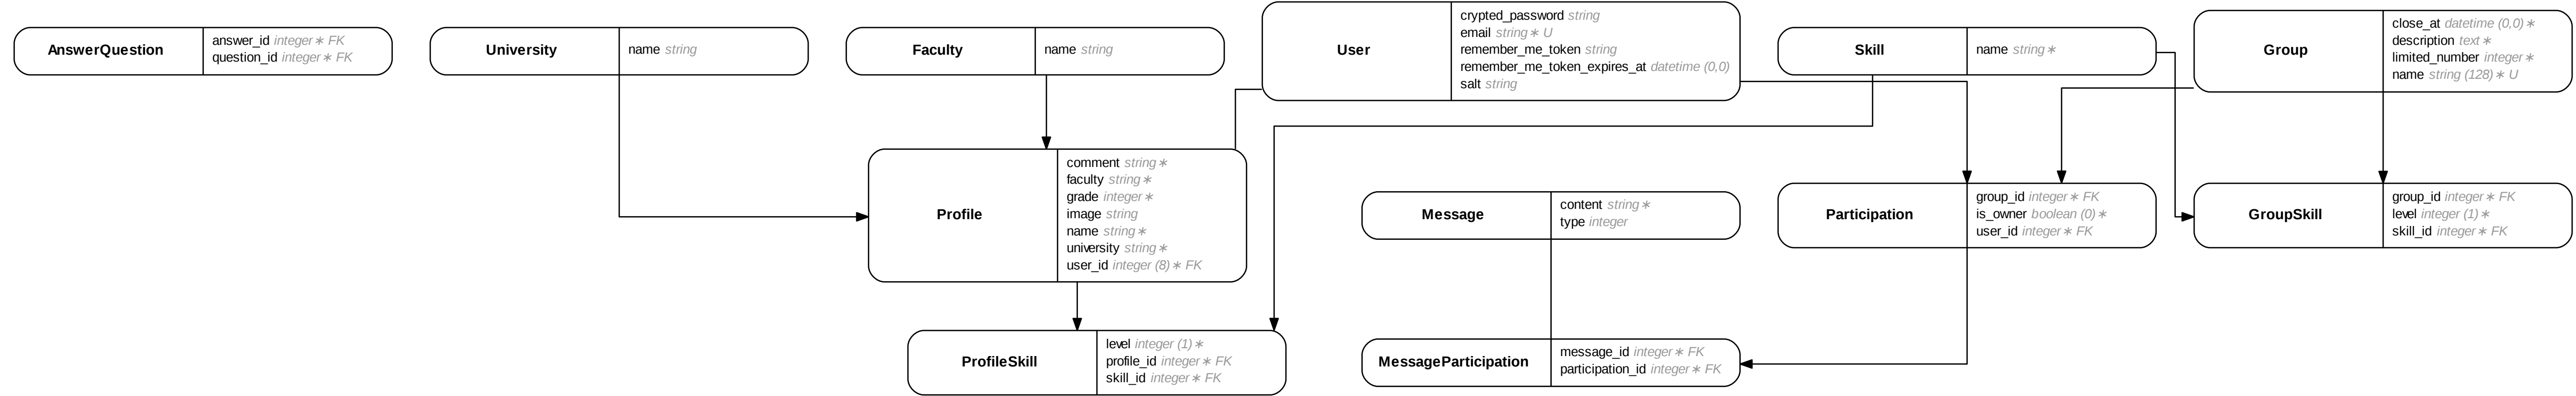 AnswerQuestion
answer_id integer∗ FK
question_id integer∗ FK
University
name string
Faculty
name string
User
crypted_password string
email string∗ U
remember_me_token string
remember_me_token_expires_at datetime (0,0)
salt string
Skill
name string∗
Group
close_at datetime (0,0)∗
description text∗
limited_number integer∗
name string (128)∗ U
Profile
comment string∗
faculty string∗
grade integer∗
image string
name string∗
university string∗
user_id integer (8)∗ FK
Message
content string∗
type integer
Participation
group_id integer∗ FK
is_owner boolean (0)∗
user_id integer∗ FK
GroupSkill
group_id integer∗ FK
level integer (1)∗
skill_id integer∗ FK
ProfileSkill
level integer (1)∗
profile_id integer∗ FK
skill_id integer∗ FK
MessageParticipation
message_id integer∗ FK
participation_id integer∗ FK